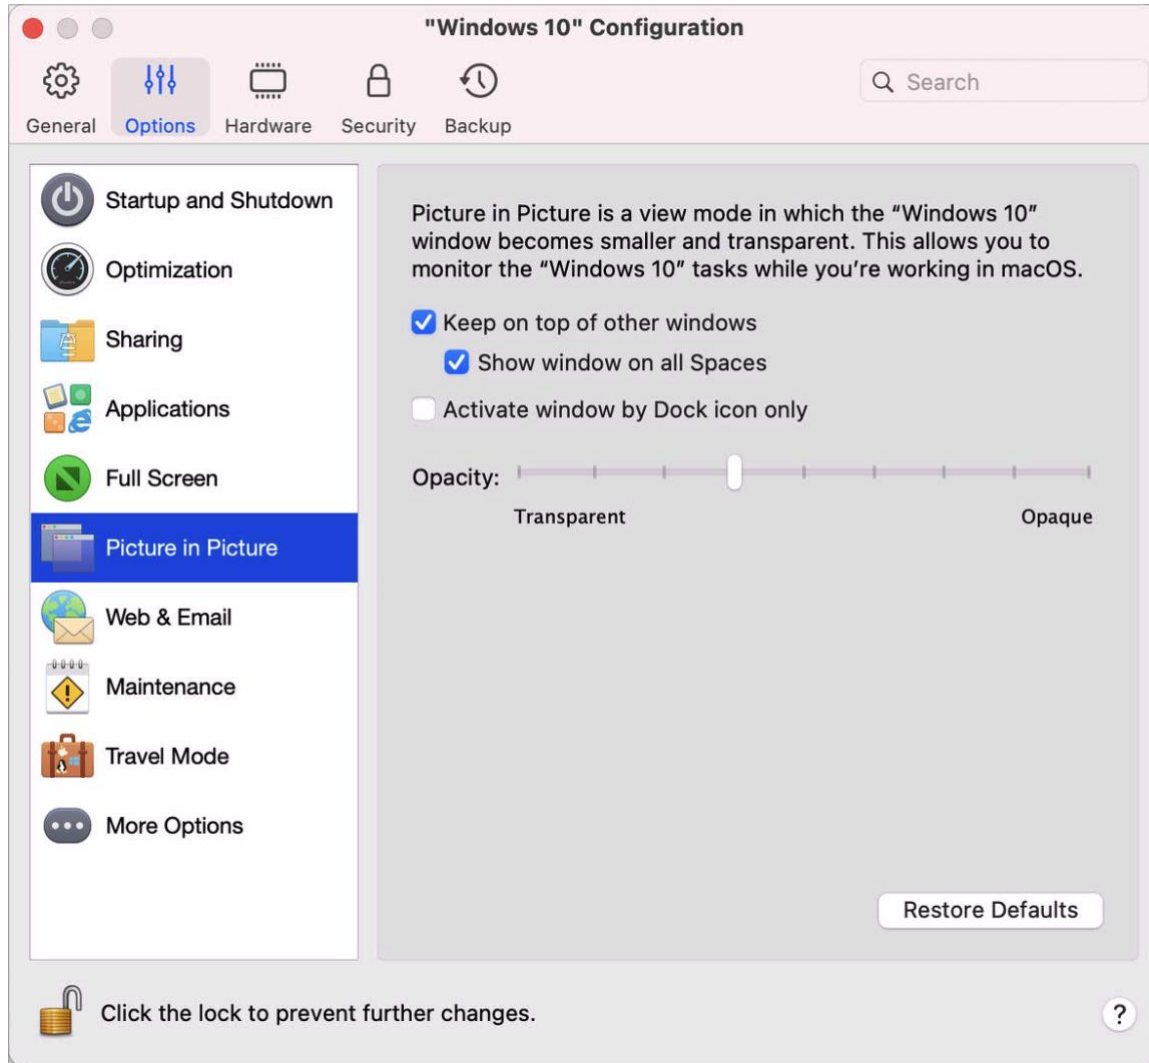 "Windows 10" Configuration
General
Options
Hardware
Security
Backup
Search
Startup and Shutdown
Optimization
Sharing
Applications
Full Screen
Picture in Picture
Web & Email
Maintenance
Travel Mode
More Options
Picture in Picture is a view mode in which the “Windows 10”
window becomes smaller and transparent. This allows you to
monitor the “Windows 10” tasks while you're working in macOS.
Keep on top of other windows
Show window on all Spaces
Activate window by Dock icon only
Opacity:
Transparent
Opaque
Restore Defaults
Click the lock to prevent further changes.
?